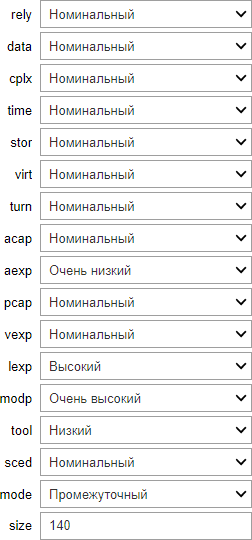 rely Номинальный
data Номинальный
cplx Номинальный
time Номинальный
stor Номинальный
virt Номинальный
turn Номинальный
acap Номинальный
aexp Очень низкий
pcap Номинальный
vexp Номинальный
lexp Высокий
modp Очень высокий
tool Низкий
sced Номинальный
mode Промежуточный
size 140